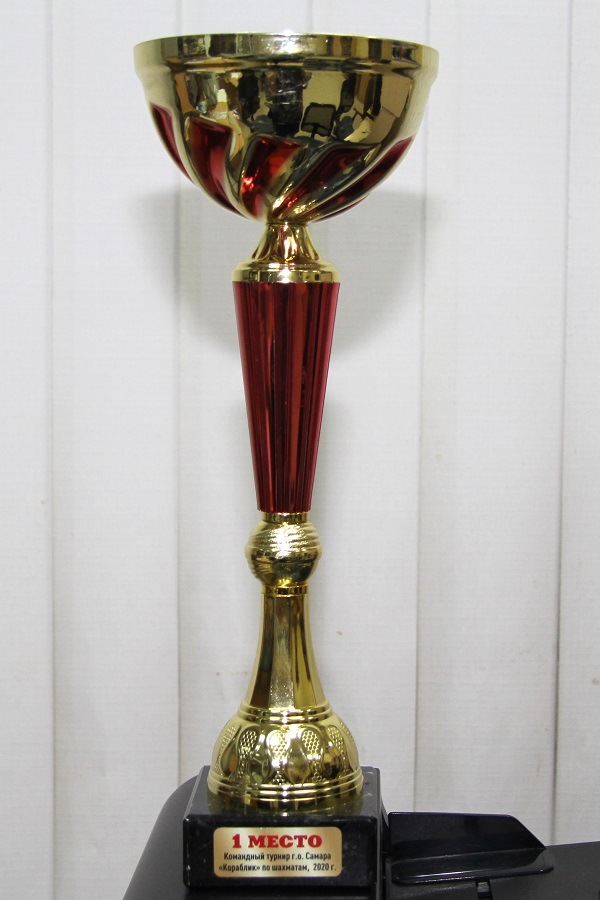 1 МЕСТО
Командный турнир г.о. Самара
«Кораблик» по шахматам, 2020 г.